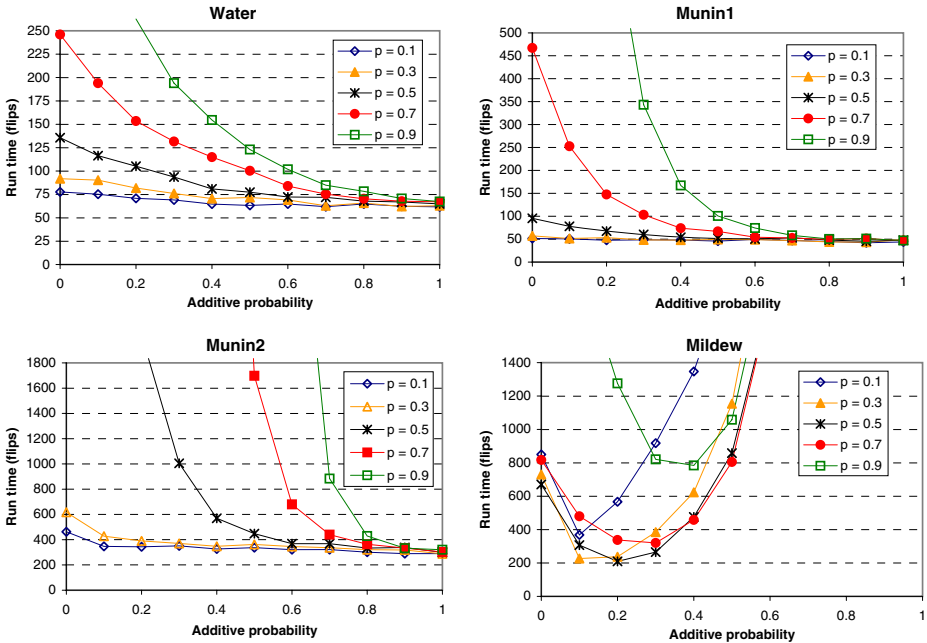 Water
Run time (flips)
250
225
200
175
150
125
100
75
50
25
0
0 0.2 0.4 0.6 0.8 1
Additive probability
p = 0.1
p = 0.3
p = 0.5
p = 0.7
p = 0.9
Munin1
Run time (flips)
500
450
400
350
300
250
200
150
100
50
0
0 0.2 0.4 0.6 0.8 1
Additive probability
p = 0.1
p = 0.3
p = 0.5
p = 0.7
p = 0.9
Munin2
Run time (flips)
1800
1600
1400
1200
1000
800
600
400
200
0
0 0.2 0.4 0.6 0.8 1
Additive probability
p = 0.1
p = 0.3
p = 0.5
p = 0.7
p = 0.9
Mildew
Run time (flips)
1400
1200
1000
800
600
400
200
0
0 0.2 0.4 0.6 0.8 1
Additive probability
p = 0.1
p = 0.3
p = 0.5
p = 0.7
p = 0.9